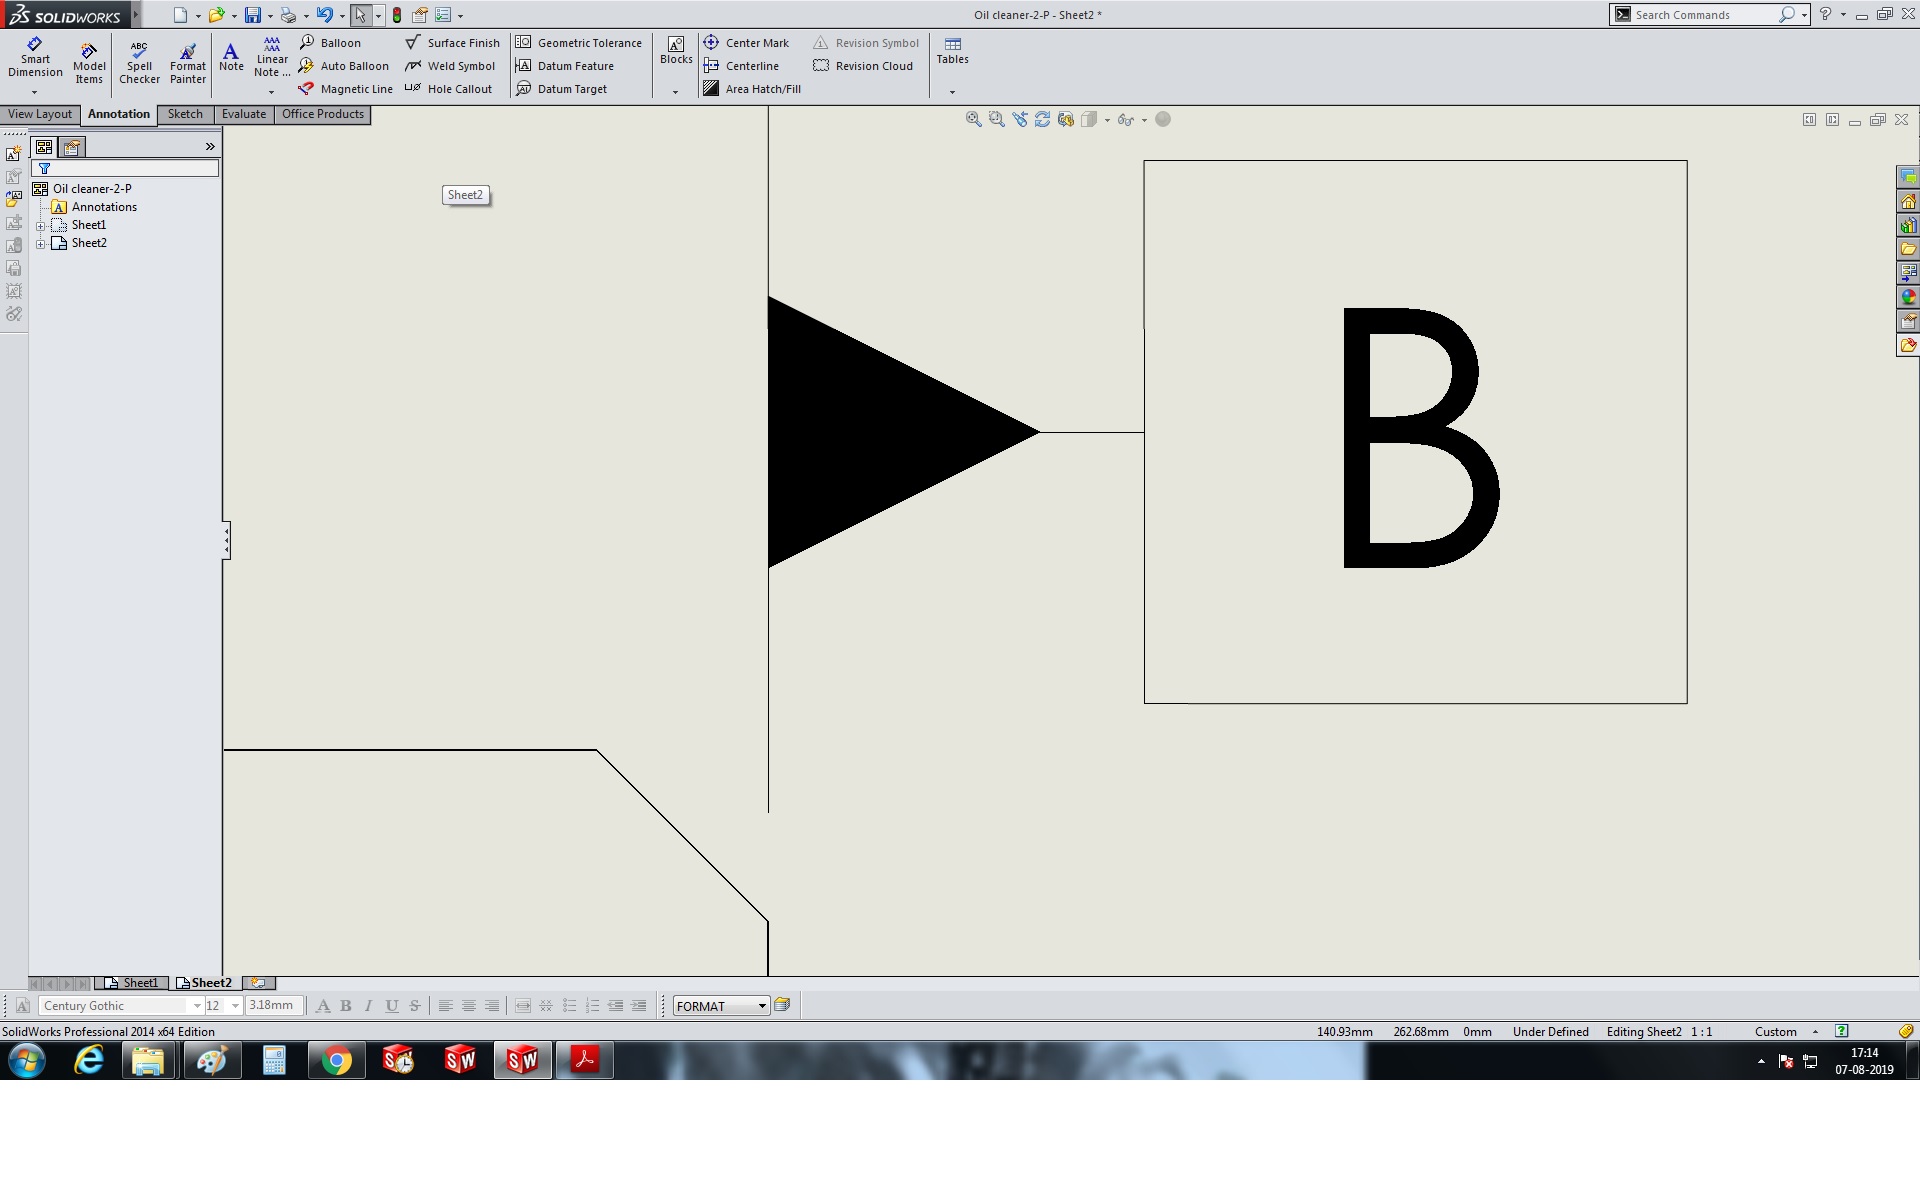 SOLIDWORKS
Oil cleaner-2-P - Sheet2 *
Search Commands
Smart Dimension
Model Items
ABC
Spell Checker
Format Painter
Note
Linear Note ...
Balloon
Auto Balloon
Magnetic Line
Surface Finish
Weld Symbol
Hole Callout
Geometric Tolerance
Datum Feature
Datum Target
Blocks
Center Mark
Centerline
Area Hatch/Fill
Revision Symbol
Revision Cloud
Tables
View Layout
Annotation
Sketch
Evaluate
Office Products
Oil cleaner-2-P
Annotations
Sheet1
Sheet2
Sheet2
B
Sheet1
Sheet2
Century Gothic
12
3.18mm
A B I U S
FORMAT
SolidWorks Professional 2014 x64 Edition
140.93mm
262.68mm
0mm
Under Defined
Editing Sheet2
1 : 1
Custom
17:14
07-08-2019